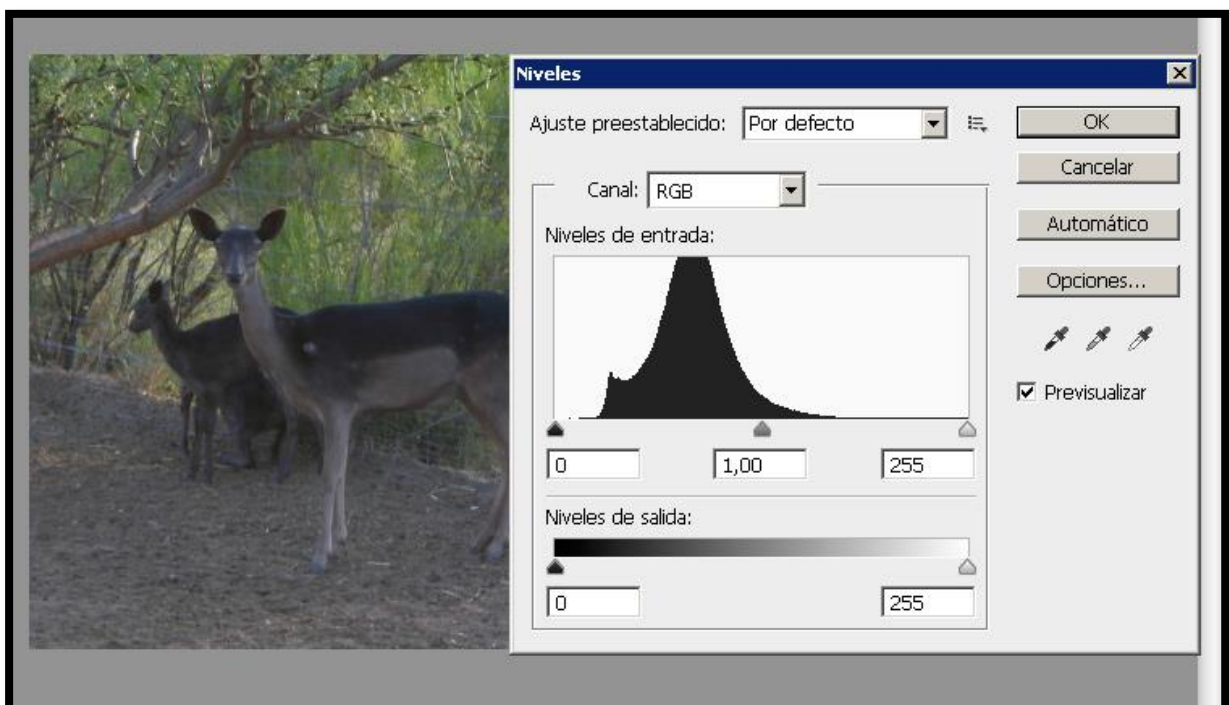 Niveles
Ajuste preestablecido: Por defecto
OK
Cancelar
Automático
Opciones...
Previsualizar
Canal: RGB
Niveles de entrada:
0 1,00 255
Niveles de salida:
0 255